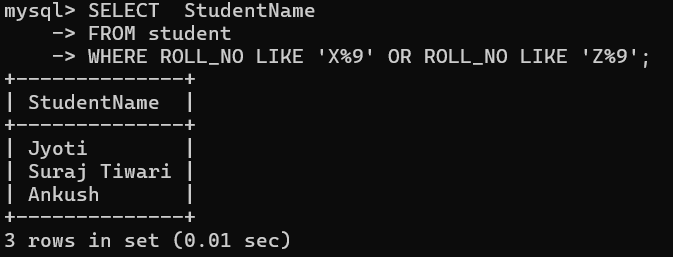 mysql> SELECT  StudentName
    -> FROM student
    -> WHERE ROLL_NO LIKE 'X%9' OR ROLL_NO LIKE 'Z%9';
+--------------+
| StudentName  |
+--------------+
| Jyoti        |
| Suraj Tiwari |
| Ankush       |
+--------------+
3 rows in set (0.01 sec)